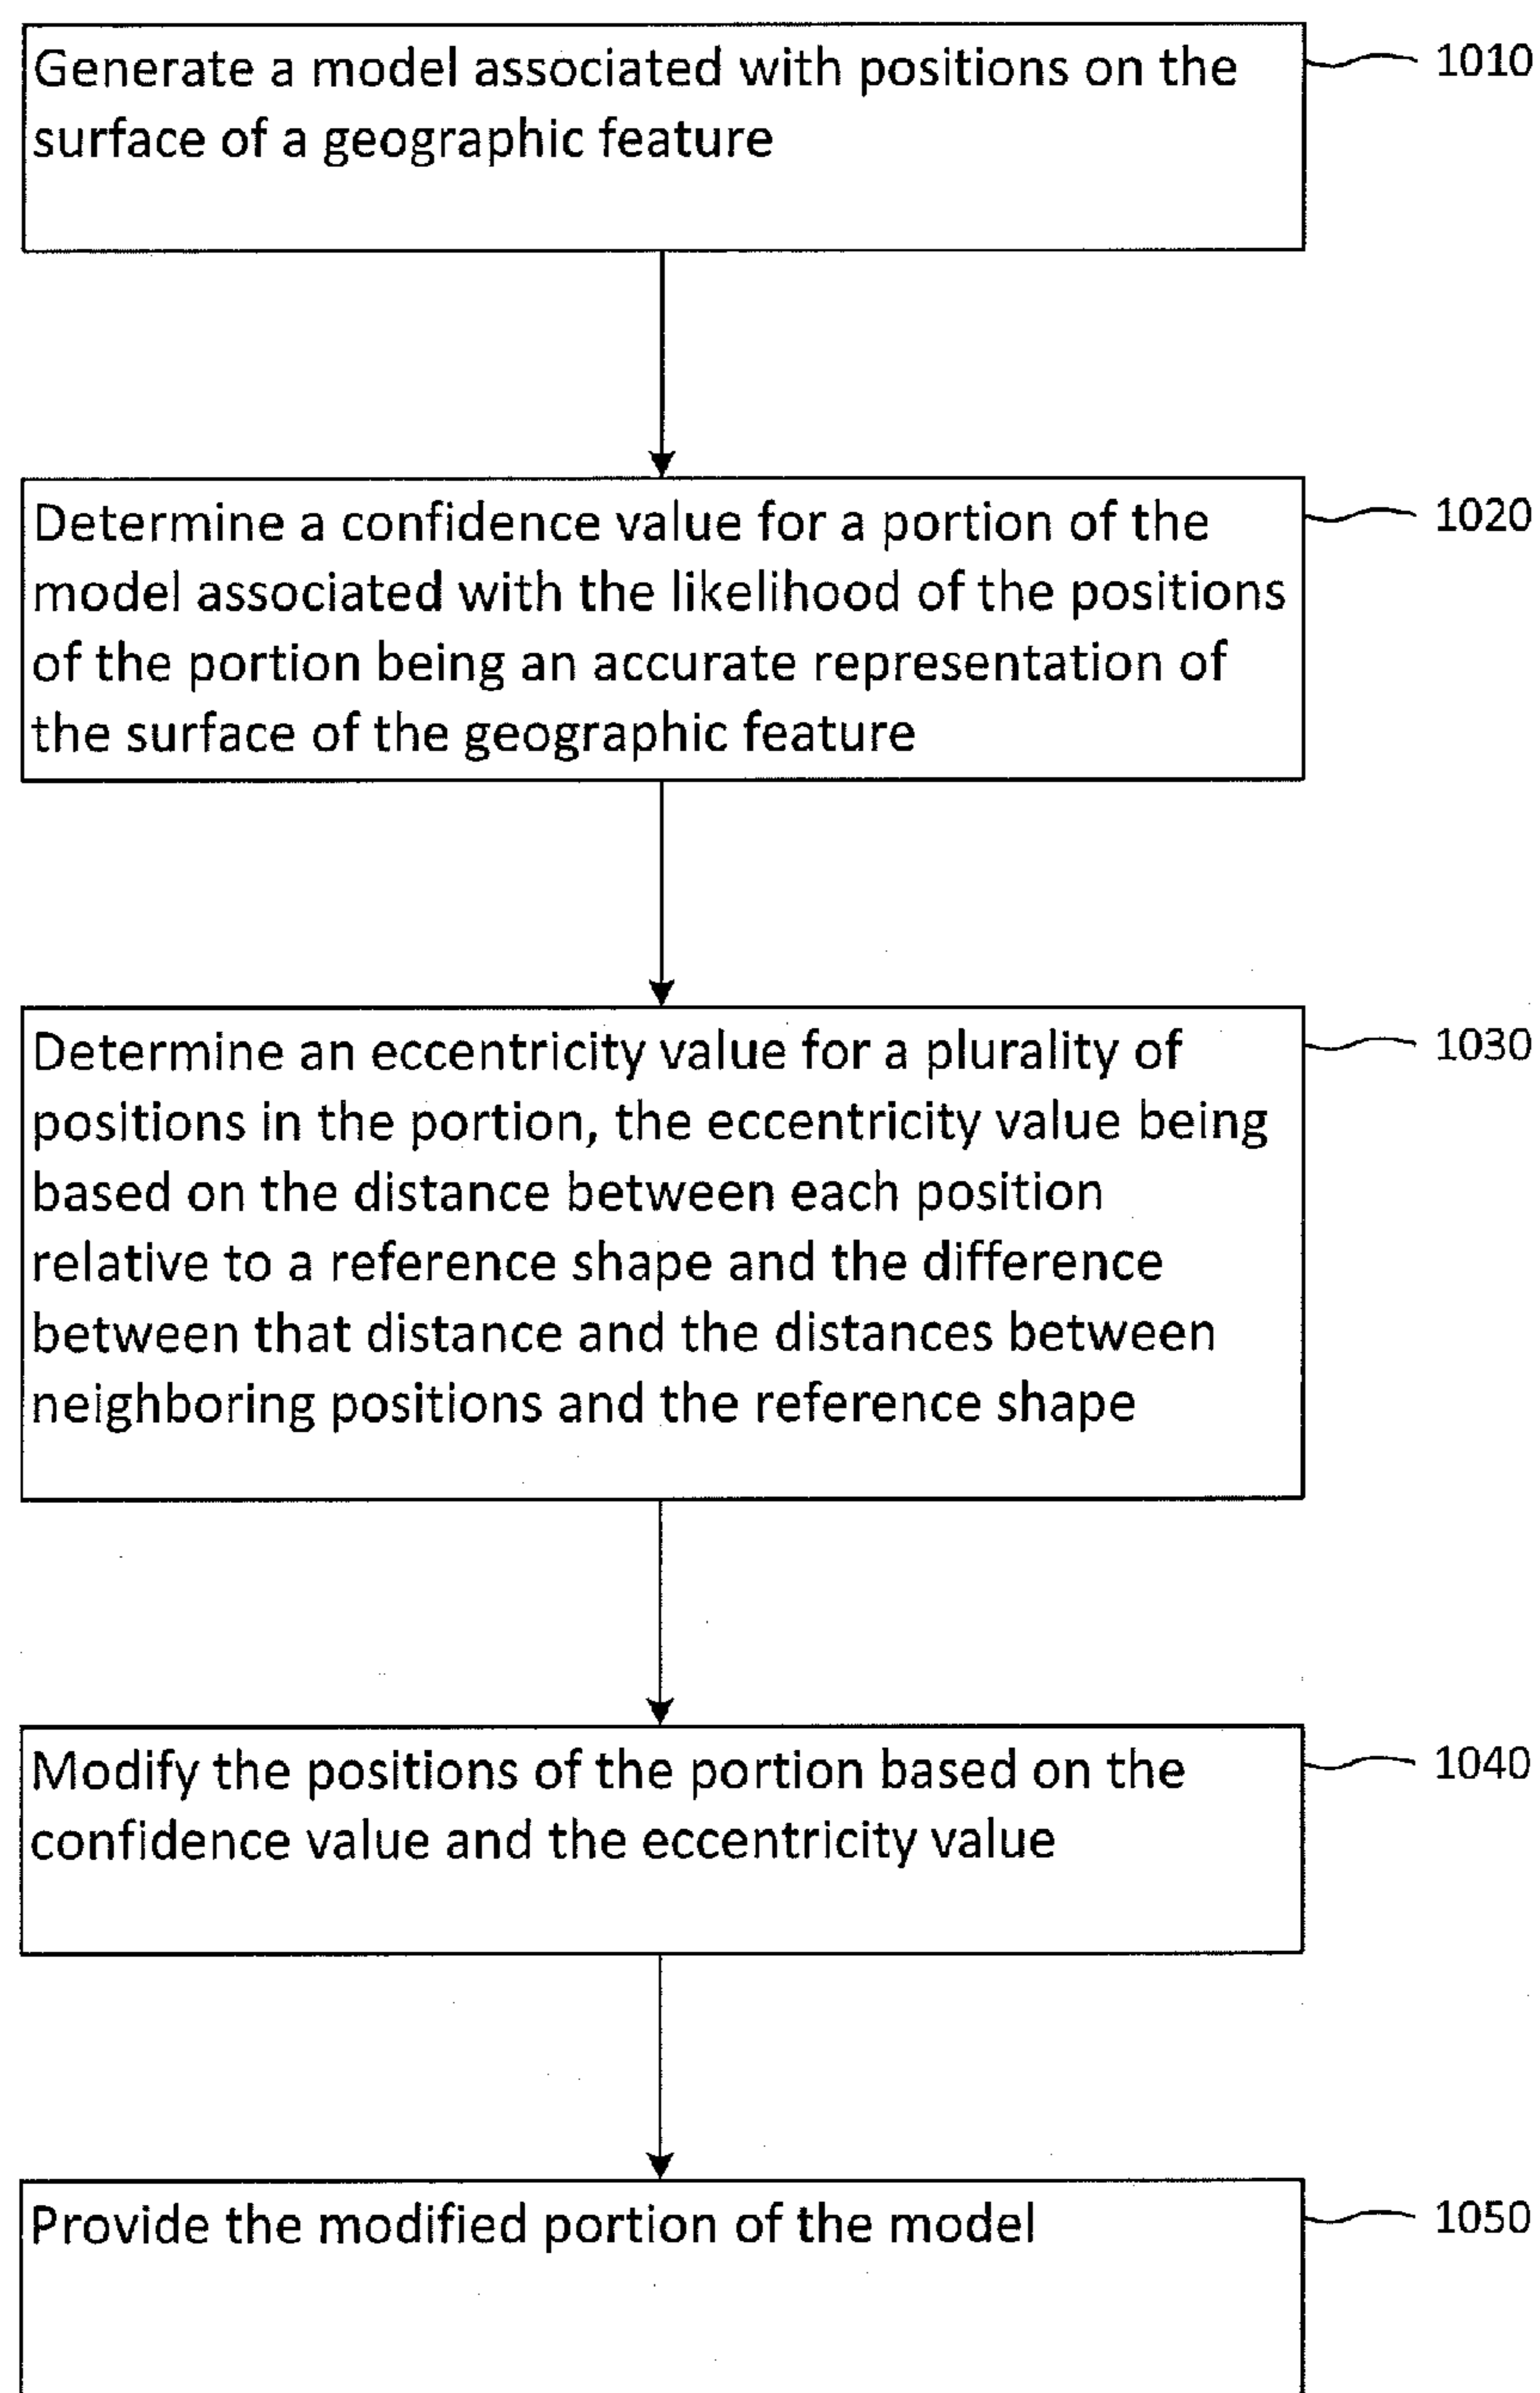 Generate a model associated with positions on the
surface of a geographic feature
1010
Determine a confidence value for a portion of the
model associated with the likelihood of the positions
of the portion being an accurate representation of
the surface of the geographic feature
1020
Determine an eccentricity value for a plurality of
positions in the portion, the eccentricity value being
based on the distance between each position
relative to a reference shape and the difference
between that distance and the distances between
neighboring positions and the reference shape
1030
Modify the positions of the portion based on the
confidence value and the eccentricity value
1040
Provide the modified portion of the model
1050